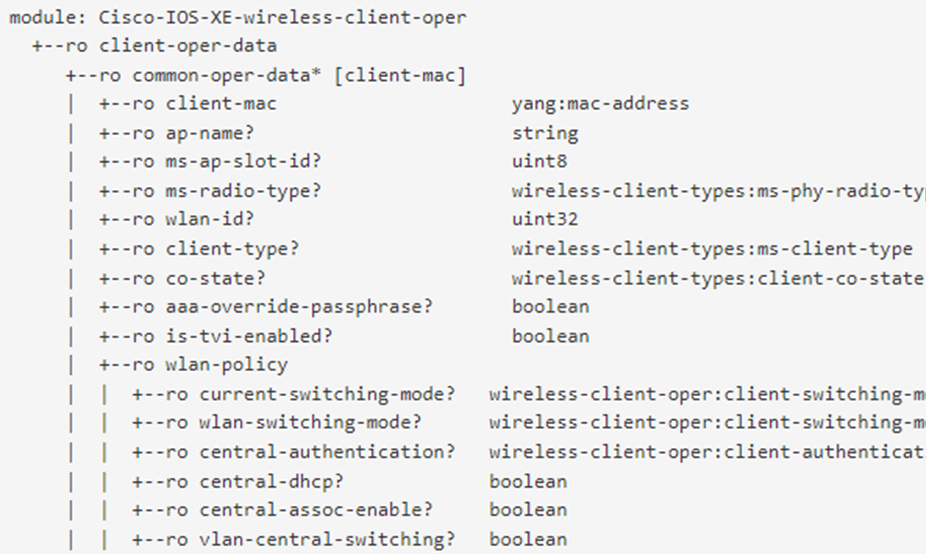 module: Cisco-IOS-XE-wireless-client-oper
  +--ro client-oper-data
     +--ro common-oper-data* [client-mac]
     |  +--ro client-mac                     yang:mac-address
     |  +--ro ap-name?                       string
     |  +--ro ms-ap-slot-id?                 uint8
     |  +--ro ms-radio-type?                 wireless-client-types:ms-phy-radio-ty
     |  +--ro wlan-id?                       uint32
     |  +--ro client-type?                   wireless-client-types:ms-client-type
     |  +--ro co-state?                      wireless-client-types:client-co-state
     |  +--ro aaa-override-passphrase?       boolean
     |  +--ro is-tvi-enabled?                boolean
     |  +--ro wlan-policy
     |  |  +--ro current-switching-mode?   wireless-client-oper:client-switching-m
     |  |  +--ro wlan-switching-mode?      wireless-client-oper:client-switching-m
     |  |  +--ro central-authentication?   wireless-client-oper:client-authenticat
     |  |  +--ro central-dhcp?             boolean
     |  |  +--ro central-assoc-enable?     boolean
     |  |  +--ro vlan-central-switching?   boolean